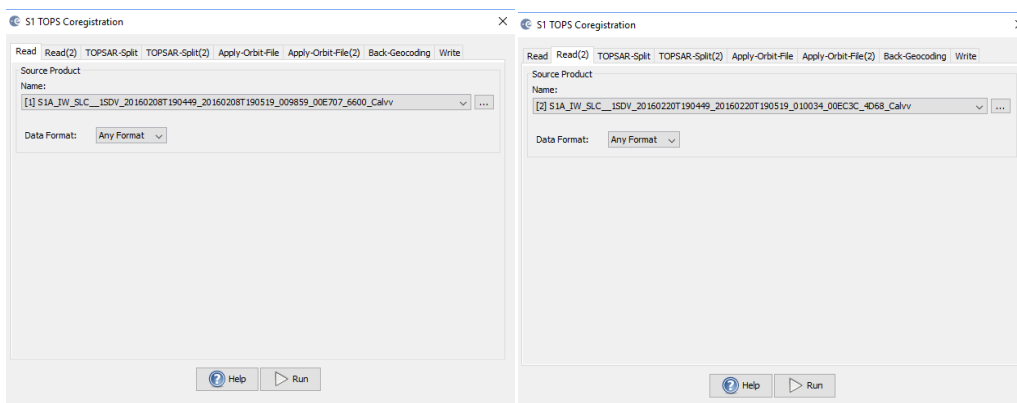 S1 TOPS Coregistration
Read Read(2) TOPSAR-Split TOPSAR-Split(2) Apply-Orbit-File Apply-Orbit-File(2) Back-Geocoding Write
Source Product
Name:
[1] S1A_IW_SLC__1SDV_20160208T190449_20160208T190519_009859_00E707_6600_Calvv
...
Data Format: Any Format
Help Run
S1 TOPS Coregistration
Read Read(2) TOPSAR-Split TOPSAR-Split(2) Apply-Orbit-File Apply-Orbit-File(2) Back-Geocoding Write
Source Product
Name:
[2] S1A_IW_SLC__1SDV_20160220T190449_20160220T190519_010034_00EC3C_4D68_Calvv
...
Data Format: Any Format
Help Run